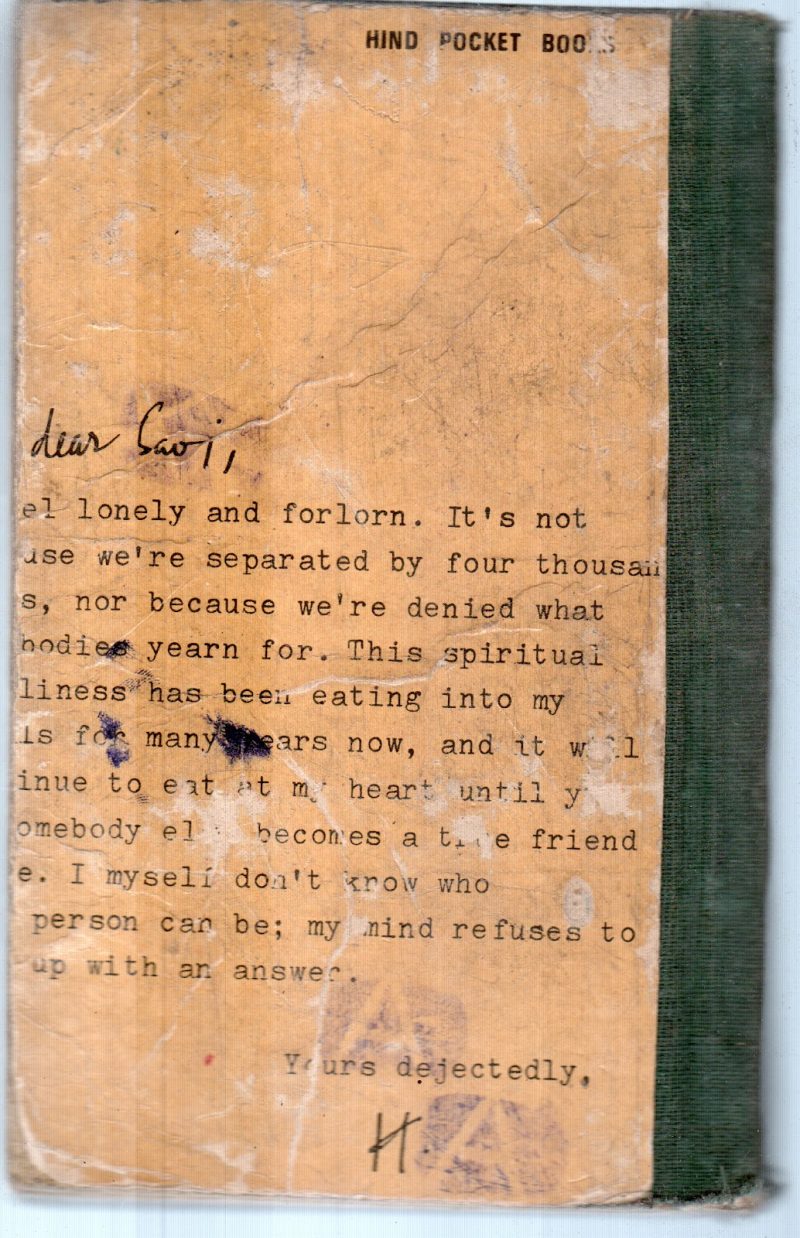 HIND POCKET BOOKS
dear Savi,
el lonely and forlorn. It's not
use we're separated by four thousan
s, nor because we're denied what
bodies yearn for. This spiritual
liness has been eating into my
ls for many years now, and it will
inue to eat at my heart until y
omebody else becomes a true friend
e. I myself don't know who
person can be; my mind refuses to
up with an answer.
Yours dejectedly,
H.